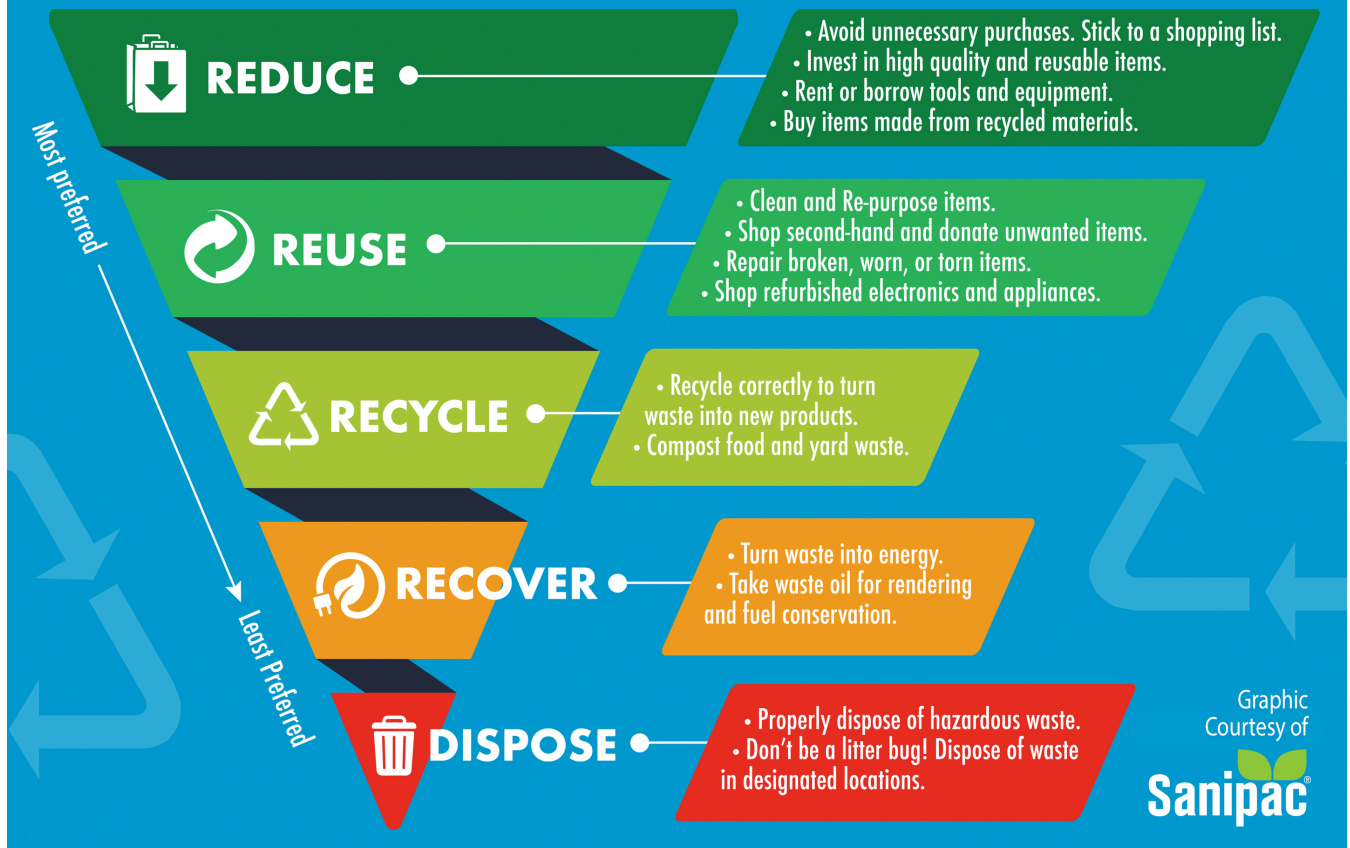 REDUCE
• Avoid unnecessary purchases. Stick to a shopping list.
• Invest in high quality and reusable items.
• Rent or borrow tools and equipment.
• Buy items made from recycled materials.
Most preferred
REUSE
• Clean and Re-purpose items.
• Shop second-hand and donate unwanted items.
• Repair broken, worn, or torn items.
• Shop refurbished electronics and appliances.
RECYCLE
• Recycle correctly to turn
waste into new products.
• Compost food and yard waste.
RECOVER
• Turn waste into energy.
• Take waste oil for rendering
and fuel conservation.
Least Preferred
DISPOSE
• Properly dispose of hazardous waste.
• Don't be a litter bug! Dispose of waste
in designated locations.
Graphic
Courtesy of
Sanipac®